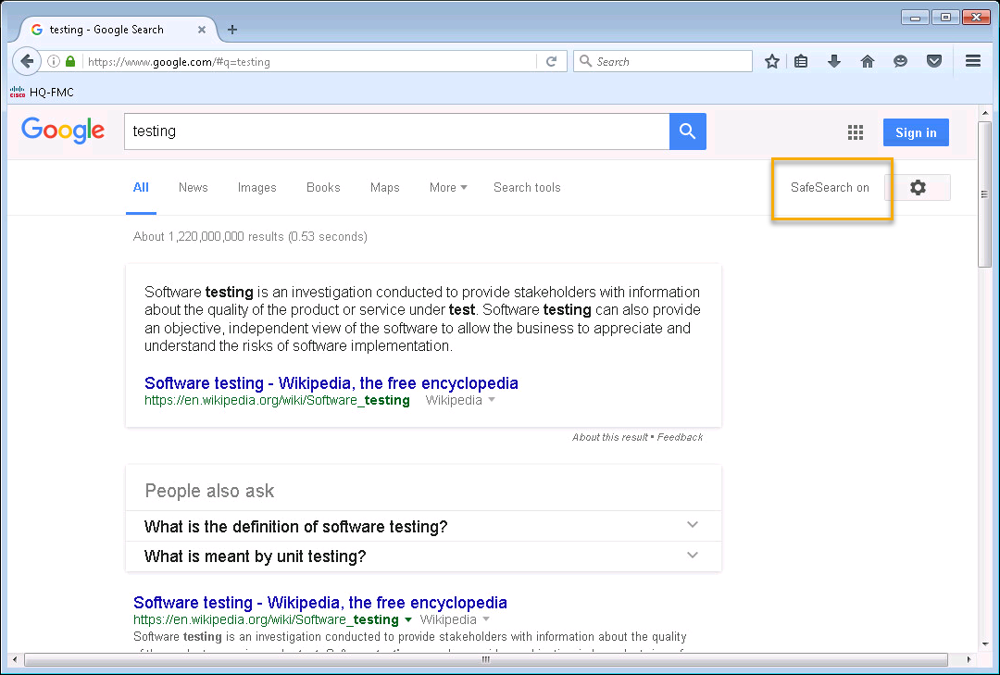 testing - Google Search
https://www.google.com/#q=testing
Search
CISCO HQ-FMC
Google
testing
Sign in
All News Images Books Maps More Search tools
SafeSearch on
About 1,220,000,000 results (0.53 seconds)
Software testing is an investigation conducted to provide stakeholders with information
about the quality of the product or service under test. Software testing can also provide
an objective, independent view of the software to allow the business to appreciate and
understand the risks of software implementation.
Software testing - Wikipedia, the free encyclopedia
https://en.wikipedia.org/wiki/Software_testing Wikipedia
About this result • Feedback
People also ask
What is the definition of software testing?
What is meant by unit testing?
Software testing - Wikipedia, the free encyclopedia
https://en.wikipedia.org/wiki/Software_testing Wikipedia
Software testing is an investigation conducted to provide stakeholders with information about the quality